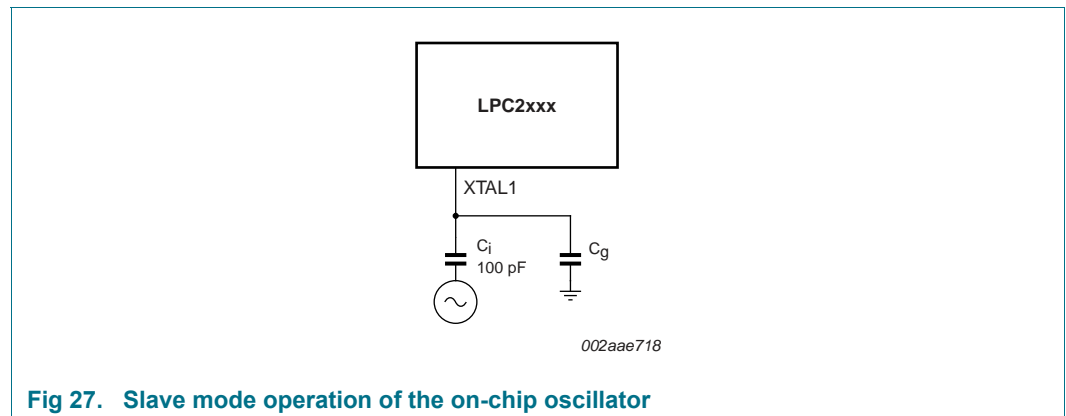 LPC2xxx
XTAL1
Ci
100 pF
Cg
002aae718
Fig 27. Slave mode operation of the on-chip oscillator